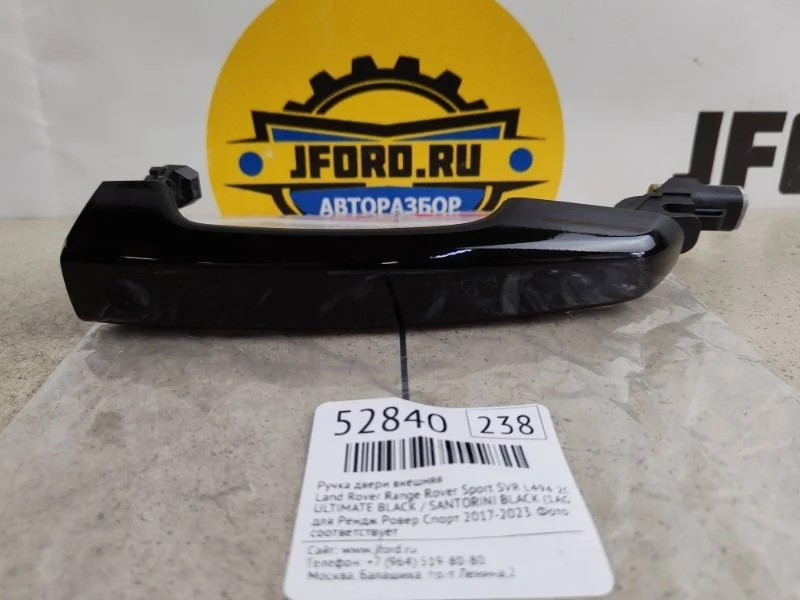 JFORD.RU
АВТОРАЗБОР
JFO
52840 238
Ручка двери внешняя
Land Rover Range Rover Sport SVR L494 20
ULTIMATE BLACK / SANTORINI BLACK (1AG
для Рендж Ровер Спорт 2017-2023. Фото
соответствует
Сайт: www.jford.ru
Телефон: +7 (964) 519-80-80
Москва, Балашиха, пр-т Ленина,2